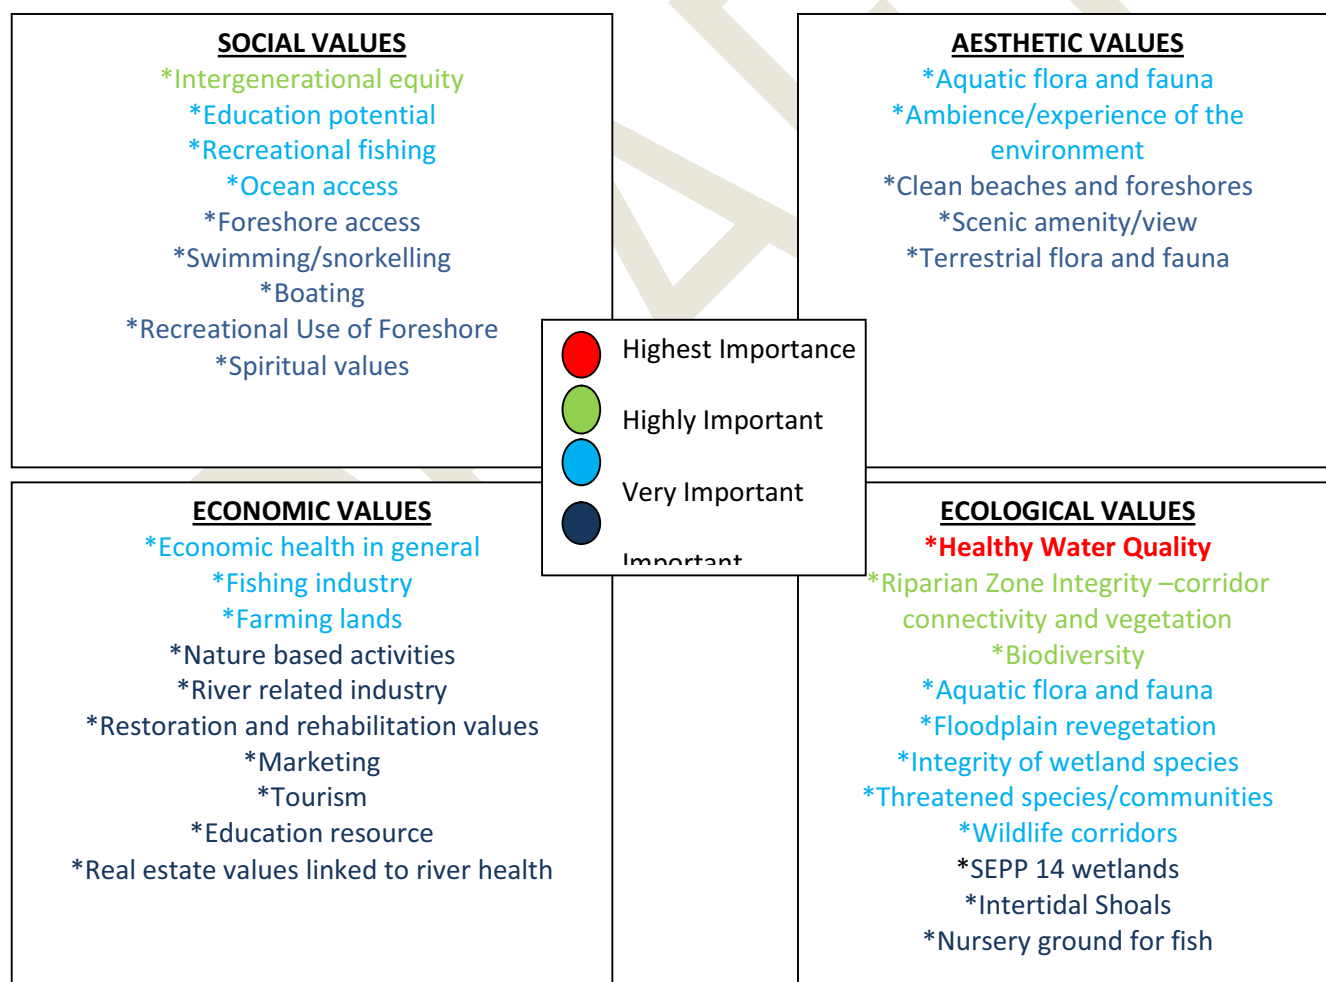 SOCIAL VALUES
*Intergenerational equity
*Education potential
*Recreational fishing
*Ocean access
*Foreshore access
*Swimming/snorkelling
*Boating
*Recreational Use of Foreshore
*Spiritual values
AESTHETIC VALUES
*Aquatic flora and fauna
*Ambience/experience of the
environment
*Clean beaches and foreshores
*Scenic amenity/view
*Terrestrial flora and fauna
Highest Importance
Highly Important
Very Important
Important
ECONOMIC VALUES
*Economic health in general
*Fishing industry
*Farming lands
*Nature based activities
*River related industry
*Restoration and rehabilitation values
*Marketing
*Tourism
*Education resource
*Real estate values linked to river health
ECOLOGICAL VALUES
*Healthy Water Quality
*Riparian Zone Integrity –corridor
connectivity and vegetation
*Biodiversity
*Aquatic flora and fauna
*Floodplain revegetation
*Integrity of wetland species
*Threatened species/communities
*Wildlife corridors
*SEPP 14 wetlands
*Intertidal Shoals
*Nursery ground for fish